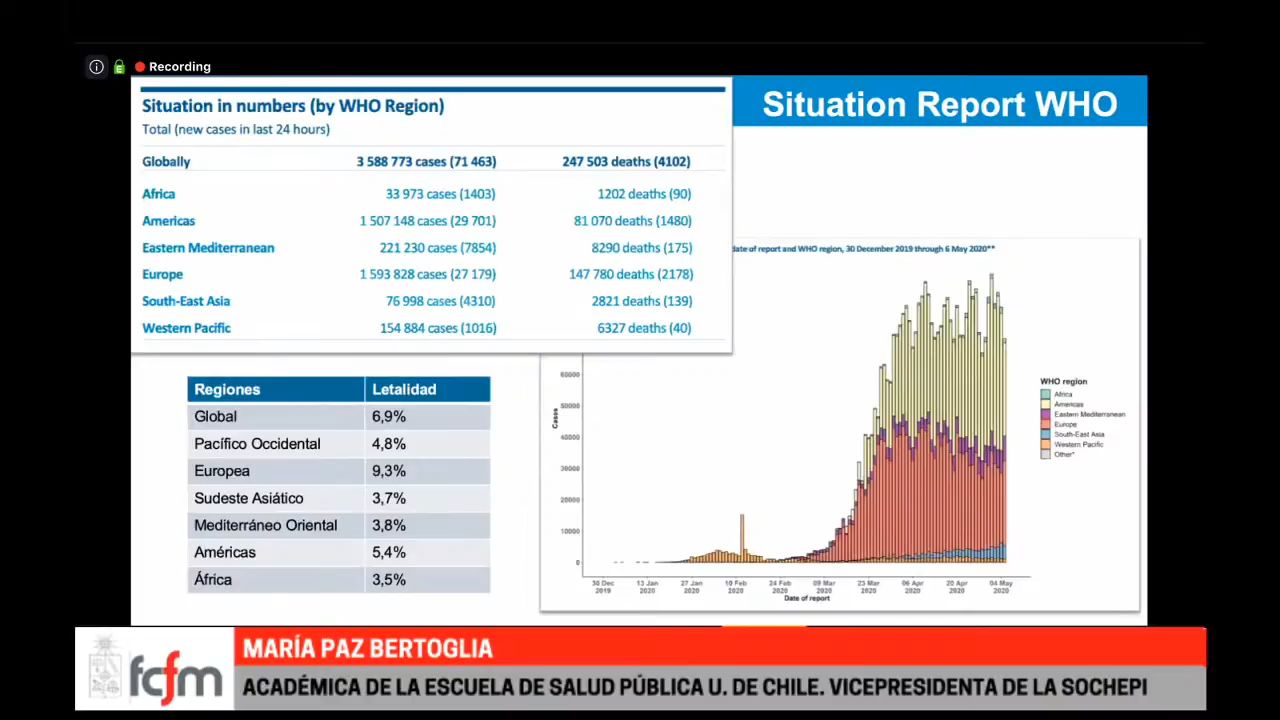 Recording
Situation Report WHO
Situation in numbers (by WHO Region)
Total (new cases in last 24 hours)
Globally 3 588 773 cases (71 463) 247 503 deaths (4102)
Africa 33 973 cases (1403) 1202 deaths (90)
Americas 1 507 148 cases (29 701) 81 070 deaths (1480)
Eastern Mediterranean 221 230 cases (7854) 8290 deaths (175)
Europe 1 593 828 cases (27 179) 147 780 deaths (2178)
South-East Asia 76 998 cases (4310) 2821 deaths (139)
Western Pacific 154 884 cases (1016) 6327 deaths (40)
date of report and WHO region, 30 December 2019 through 6 May 2020**
Regiones Letalidad
Global 6,9%
Pacífico Occidental 4,8%
Europea 9,3%
Sudeste Asiático 3,7%
Mediterráneo Oriental 3,8%
Américas 5,4%
África 3,5%
60000
50000
40000
30000
20000
10000
0
Cases
30 Dec 13 Jan 27 Jan 10 Feb 24 Feb 09 Mar 23 Mar 06 Apr 20 Apr 04 May
2019 2020 2020 2020 2020 2020 2020 2020 2020 2020
Date of report
WHO region
Africa
Americas
Eastern Mediterranean
Europe
South-East Asia
Western Pacific
Other*
fcfm
MARÍA PAZ BERTOGLIA
ACADÉMICA DE LA ESCUELA DE SALUD PÚBLICA U. DE CHILE. VICEPRESIDENTA DE LA SOCHEPI